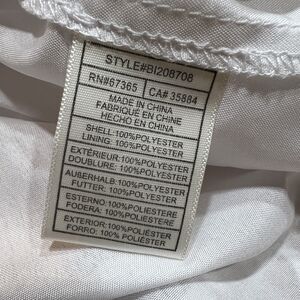 STYLE#BI208708
RN#67365 CA# 35884
MADE IN CHINA
FABRIQUÉ EN CHINE
HECHO EN CHINA
SHELL:100%POLYESTER
LINING: 100%POLYESTER
EXTÉRIEUR:100%POLYESTER
DOUBLURE: 100%POLYESTER
AUßERHALB:100%POLYESTER
FUTTER: 100%POLYESTER
ESTERNO:100%POLIESTERE
FODERA: 100%POLIESTERE
EXTERIOR:100%POLIÉSTER
FORRO: 100% POLIÉSTER